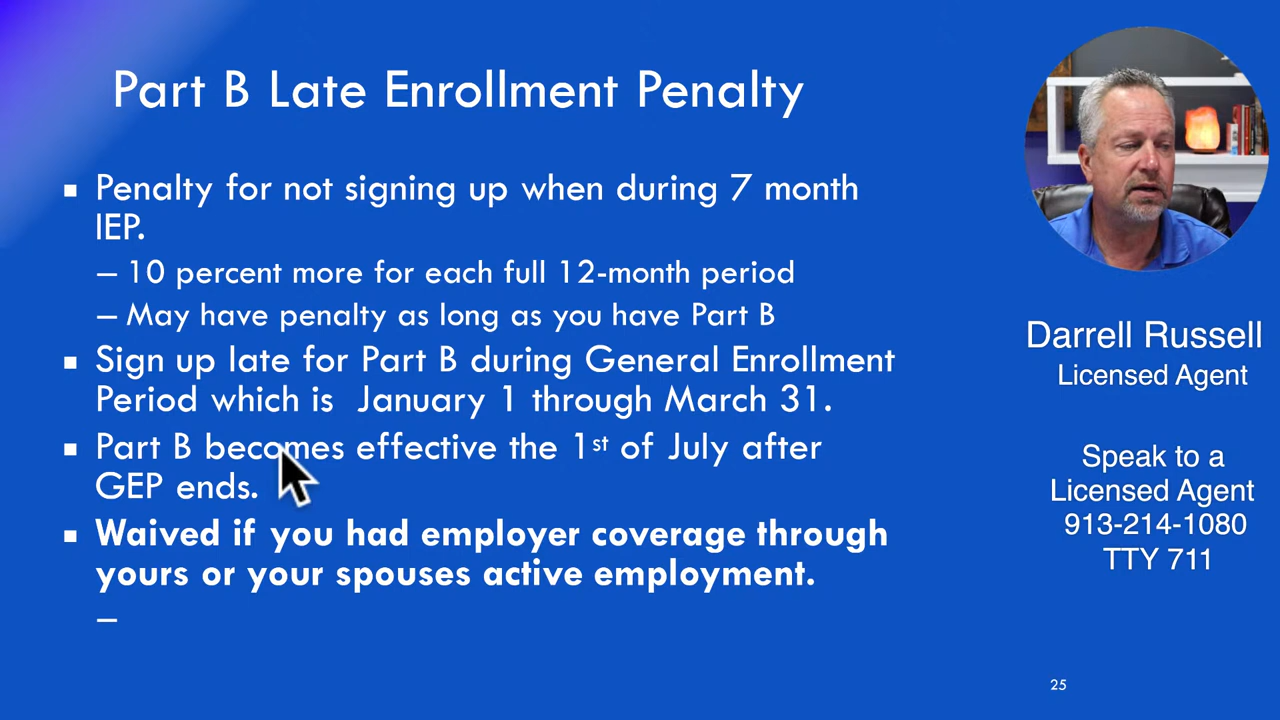 Part B Late Enrollment Penalty
▪ Penalty for not signing up when during 7 month
IEP.
– 10 percent more for each full 12-month period
– May have penalty as long as you have Part B
▪ Sign up late for Part B during General Enrollment
Period which is  January 1 through March 31.
▪ Part B becomes effective the 1st of July after
GEP ends.
▪ Waived if you had employer coverage through
yours or your spouses active employment.
–
Darrell Russell
Licensed Agent
Speak to a
Licensed Agent
913-214-1080
TTY 711
25